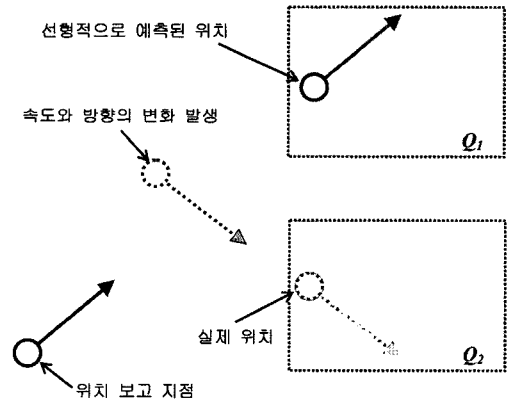 선형적으로 예측된 위치
Q₁
속도와 방향의 변화 발생
실제 위치
Q₂
위치 보고 지점